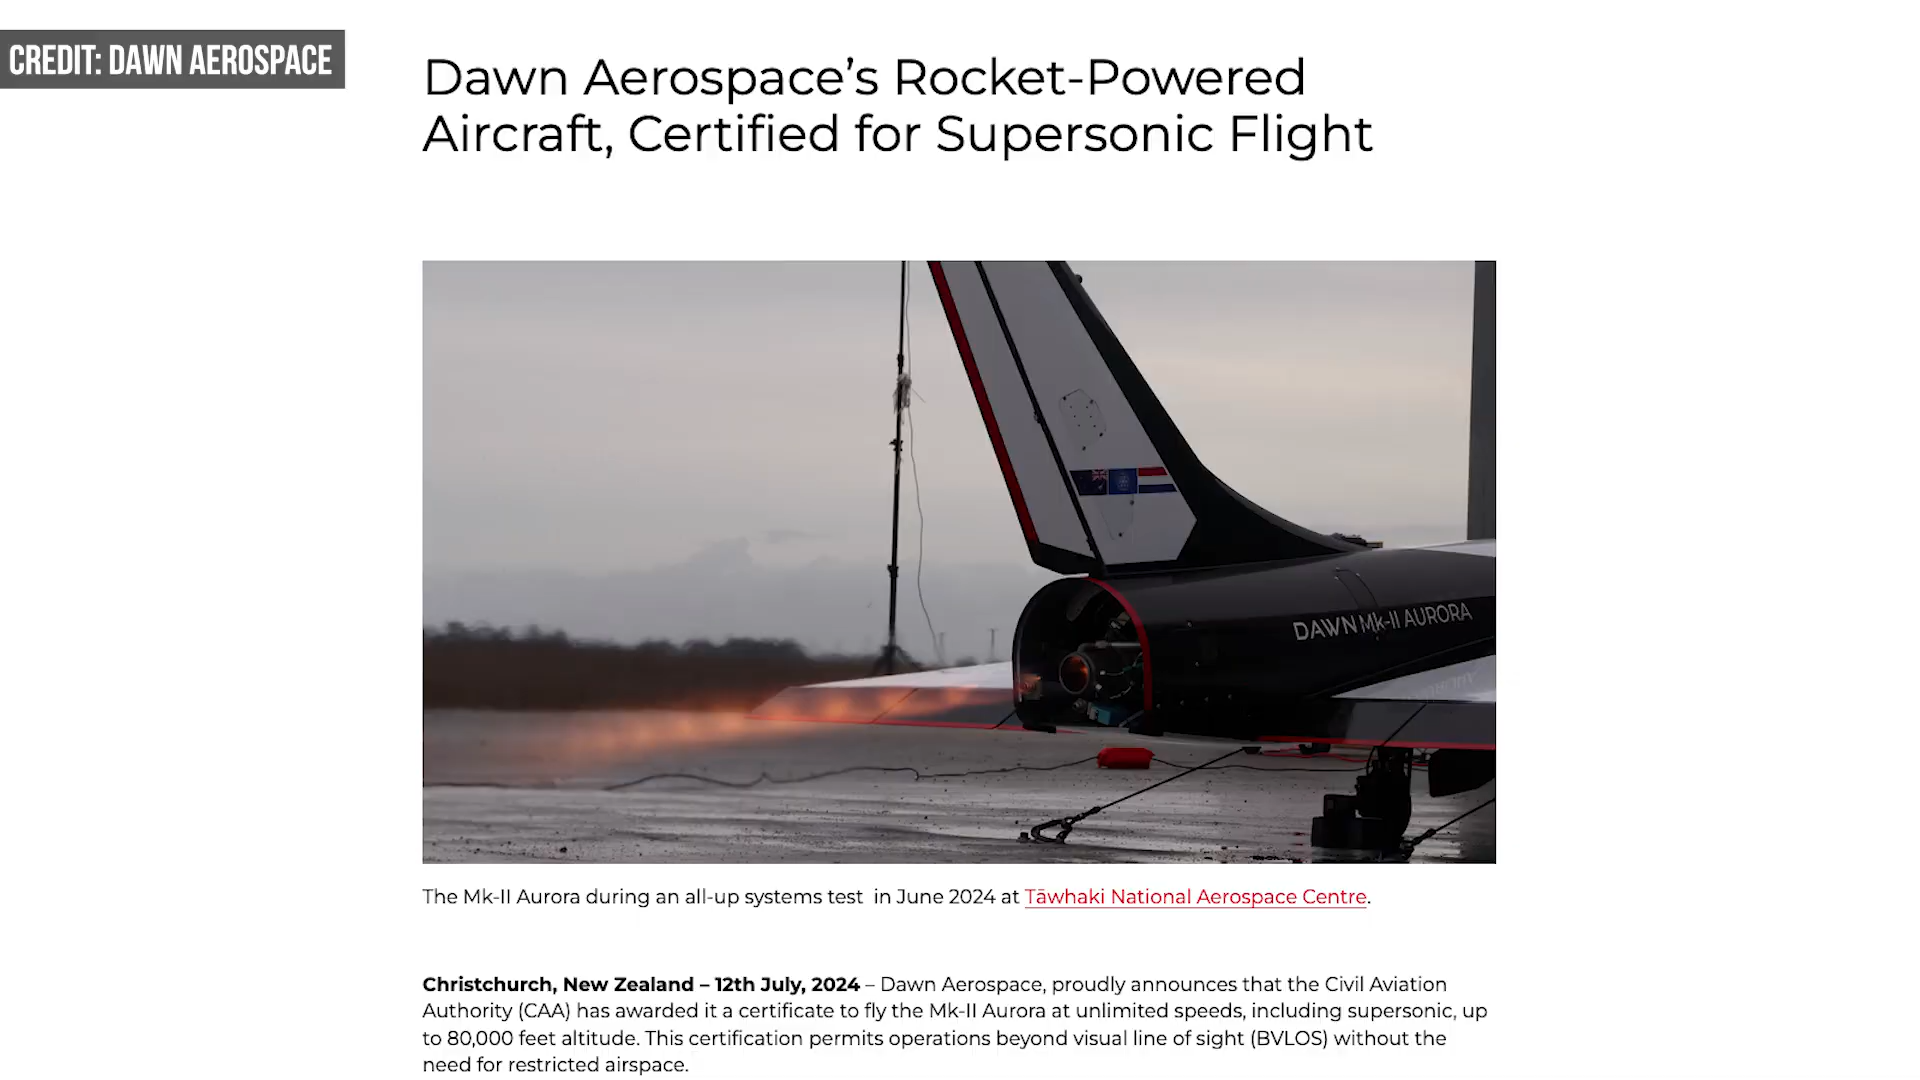 CREDIT: DAWN AEROSPACE
Dawn Aerospace’s Rocket-Powered
Aircraft, Certified for Supersonic Flight
DAWN Mk-II AURORA
The Mk-II Aurora during an all-up systems test  in June 2024 at Tāwhaki National Aerospace Centre.
Christchurch, New Zealand – 12th July, 2024 – Dawn Aerospace, proudly announces that the Civil Aviation
Authority (CAA) has awarded it a certificate to fly the Mk-II Aurora at unlimited speeds, including supersonic, up
to 80,000 feet altitude. This certification permits operations beyond visual line of sight (BVLOS) without the
need for restricted airspace.